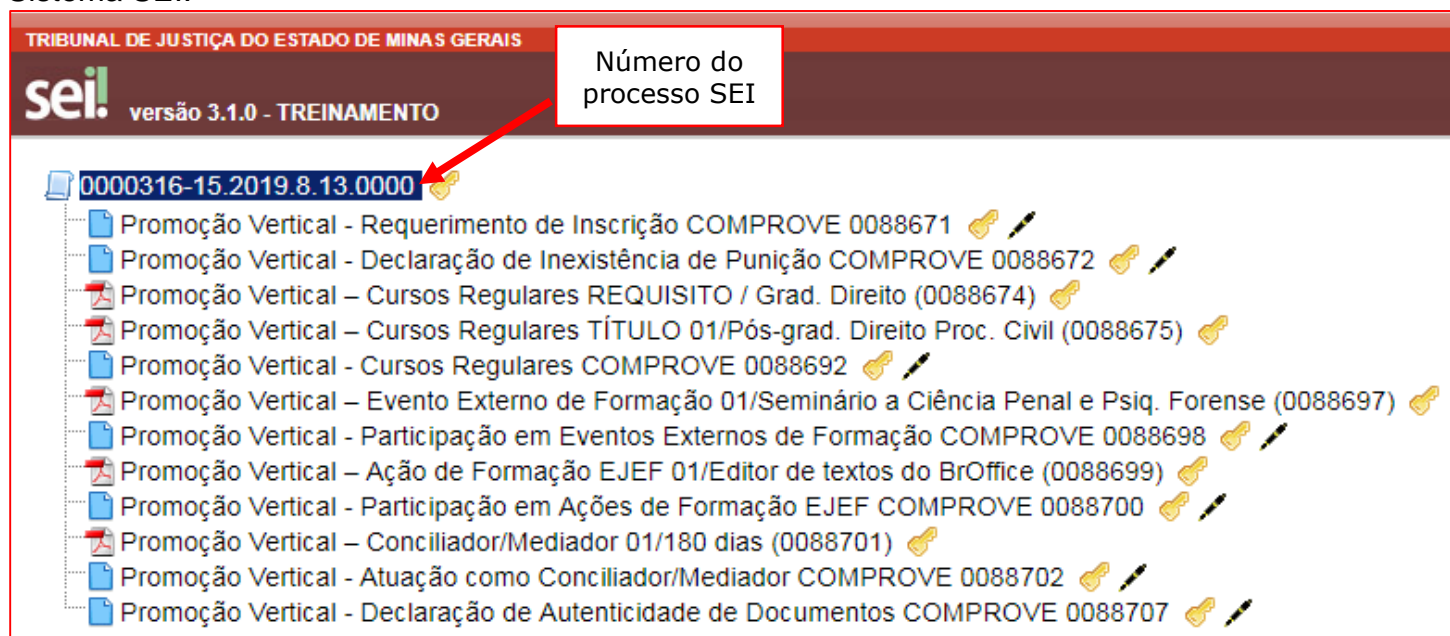 Sistema SEI.
TRIBUNAL DE JUSTIÇA DO ESTADO DE MINAS GERAIS
sei! versão 3.1.0 - TREINAMENTO
Número do
processo SEI
0000316-15.2019.8.13.0000
Promoção Vertical - Requerimento de Inscrição COMPROVE 0088671
Promoção Vertical - Declaração de Inexistência de Punição COMPROVE 0088672
Promoção Vertical – Cursos Regulares REQUISITO / Grad. Direito (0088674)
Promoção Vertical – Cursos Regulares TÍTULO 01/Pós-grad. Direito Proc. Civil (0088675)
Promoção Vertical - Cursos Regulares COMPROVE 0088692
Promoção Vertical – Evento Externo de Formação 01/Seminário a Ciência Penal e Psiq. Forense (0088697)
Promoção Vertical - Participação em Eventos Externos de Formação COMPROVE 0088698
Promoção Vertical – Ação de Formação EJEF 01/Editor de textos do BrOffice (0088699)
Promoção Vertical - Participação em Ações de Formação EJEF COMPROVE 0088700
Promoção Vertical – Conciliador/Mediador 01/180 dias (0088701)
Promoção Vertical - Atuação como Conciliador/Mediador COMPROVE 0088702
Promoção Vertical - Declaração de Autenticidade de Documentos COMPROVE 0088707